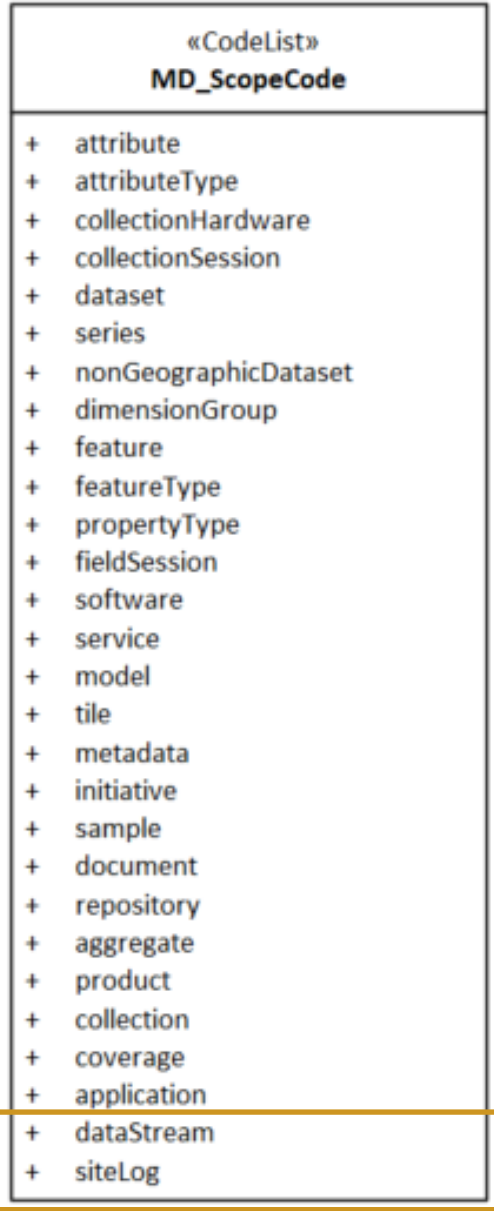 «CodeList»
MD_ScopeCode
+ attribute
+ attributeType
+ collectionHardware
+ collectionSession
+ dataset
+ series
+ nonGeographicDataset
+ dimensionGroup
+ feature
+ featureType
+ propertyType
+ fieldSession
+ software
+ service
+ model
+ tile
+ metadata
+ initiative
+ sample
+ document
+ repository
+ aggregate
+ product
+ collection
+ coverage
+ application
+ dataStream
+ siteLog